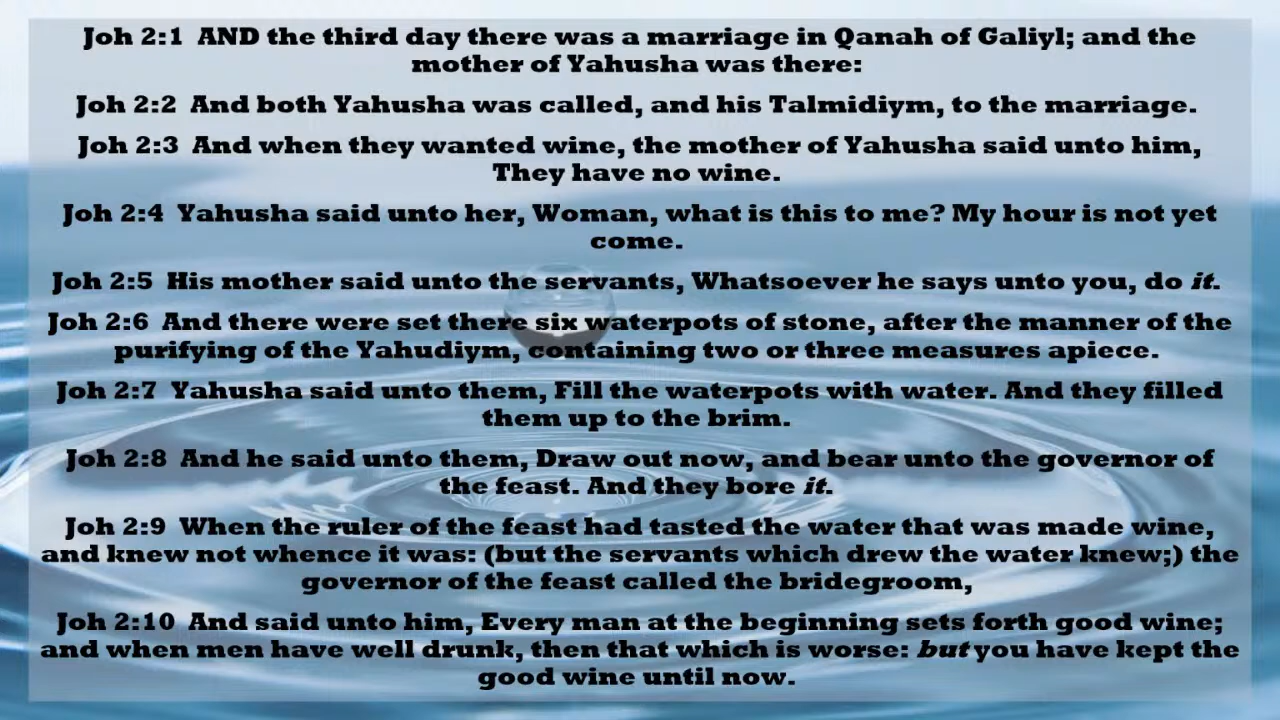 Joh 2:1 AND the third day there was a marriage in Qanah of Galiyl; and the
mother of Yahusha was there:
Joh 2:2 And both Yahusha was called, and his Talmidiym, to the marriage.
Joh 2:3 And when they wanted wine, the mother of Yahusha said unto him,
They have no wine.
Joh 2:4 Yahusha said unto her, Woman, what is this to me? My hour is not yet
come.
Joh 2:5 His mother said unto the servants, Whatsoever he says unto you, do it.
Joh 2:6 And there were set there six waterpots of stone, after the manner of the
purifying of the Yahudiym, containing two or three measures apiece.
Joh 2:7 Yahusha said unto them, Fill the waterpots with water. And they filled
them up to the brim.
Joh 2:8 And he said unto them, Draw out now, and bear unto the governor of
the feast. And they bore it.
Joh 2:9 When the ruler of the feast had tasted the water that was made wine,
and knew not whence it was: (but the servants which drew the water knew;) the
governor of the feast called the bridegroom,
Joh 2:10 And said unto him, Every man at the beginning sets forth good wine;
and when men have well drunk, then that which is worse: but you have kept the
good wine until now.